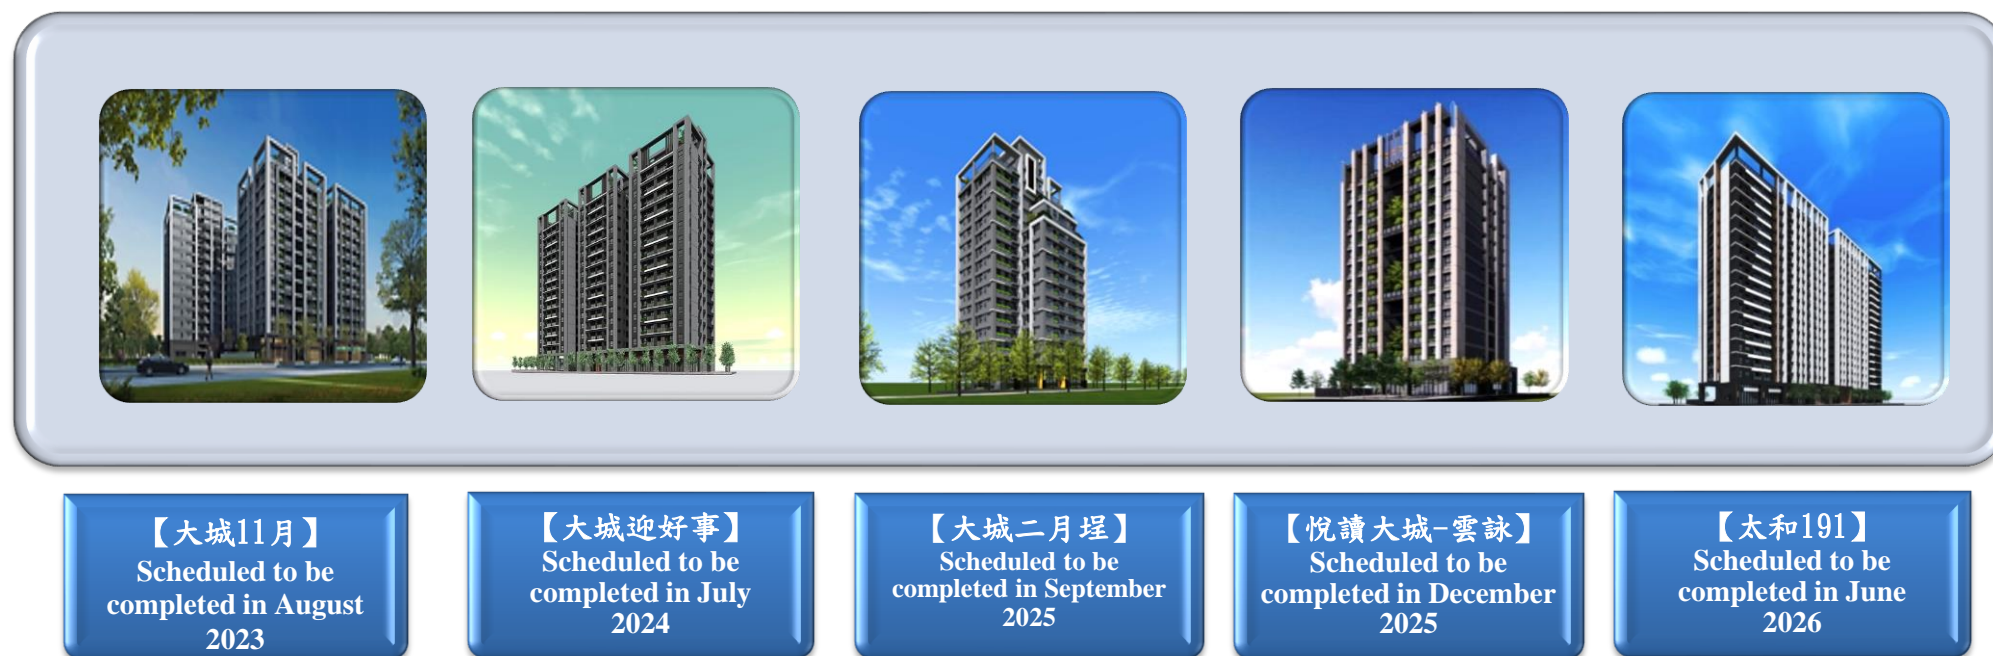 【大城11月】
Scheduled to be
completed in August
2023
【大城迎好事】
Scheduled to be
completed in July
2024
【大城二月埕】
Scheduled to be
completed in September
2025
【悅讀大城-雲詠】
Scheduled to be
completed in December
2025
【太和191】
Scheduled to be
completed in June
2026